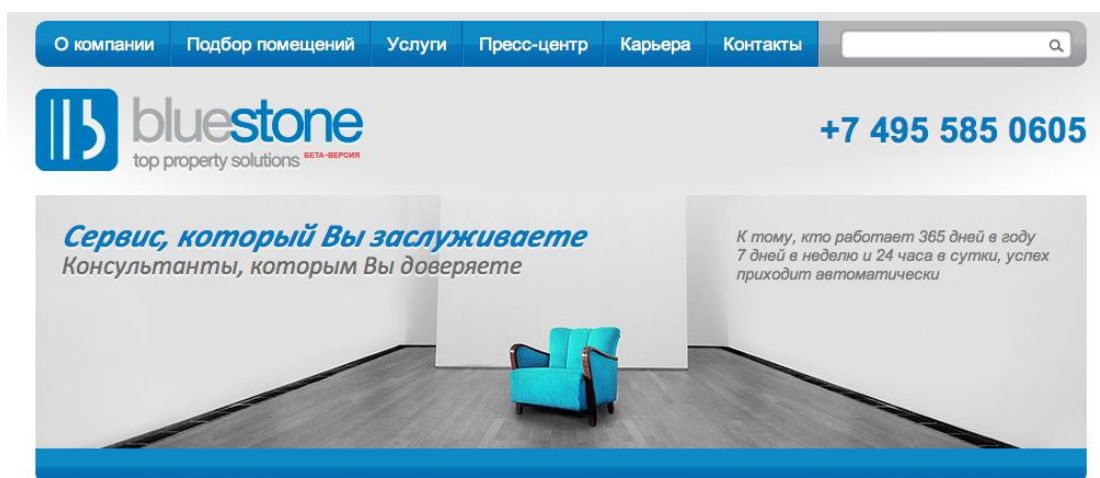 О компании Подбор помещений Услуги Пресс-центр Карьера Контакты
bluestone
top property solutions БЕТА-ВЕРСИЯ
+7 495 585 0605
Сервис, который Вы заслуживаете
Консультанты, которым Вы доверяете
К тому, кто работает 365 дней в году
7 дней в неделю и 24 часа в сутки, успех
приходит автоматически